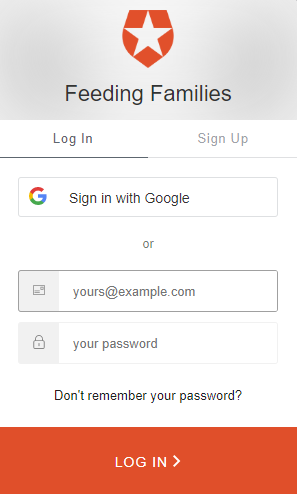 Feeding Families
Log In
Sign Up
Sign in with Google
or
yours@example.com
your password
Don't remember your password?
LOG IN